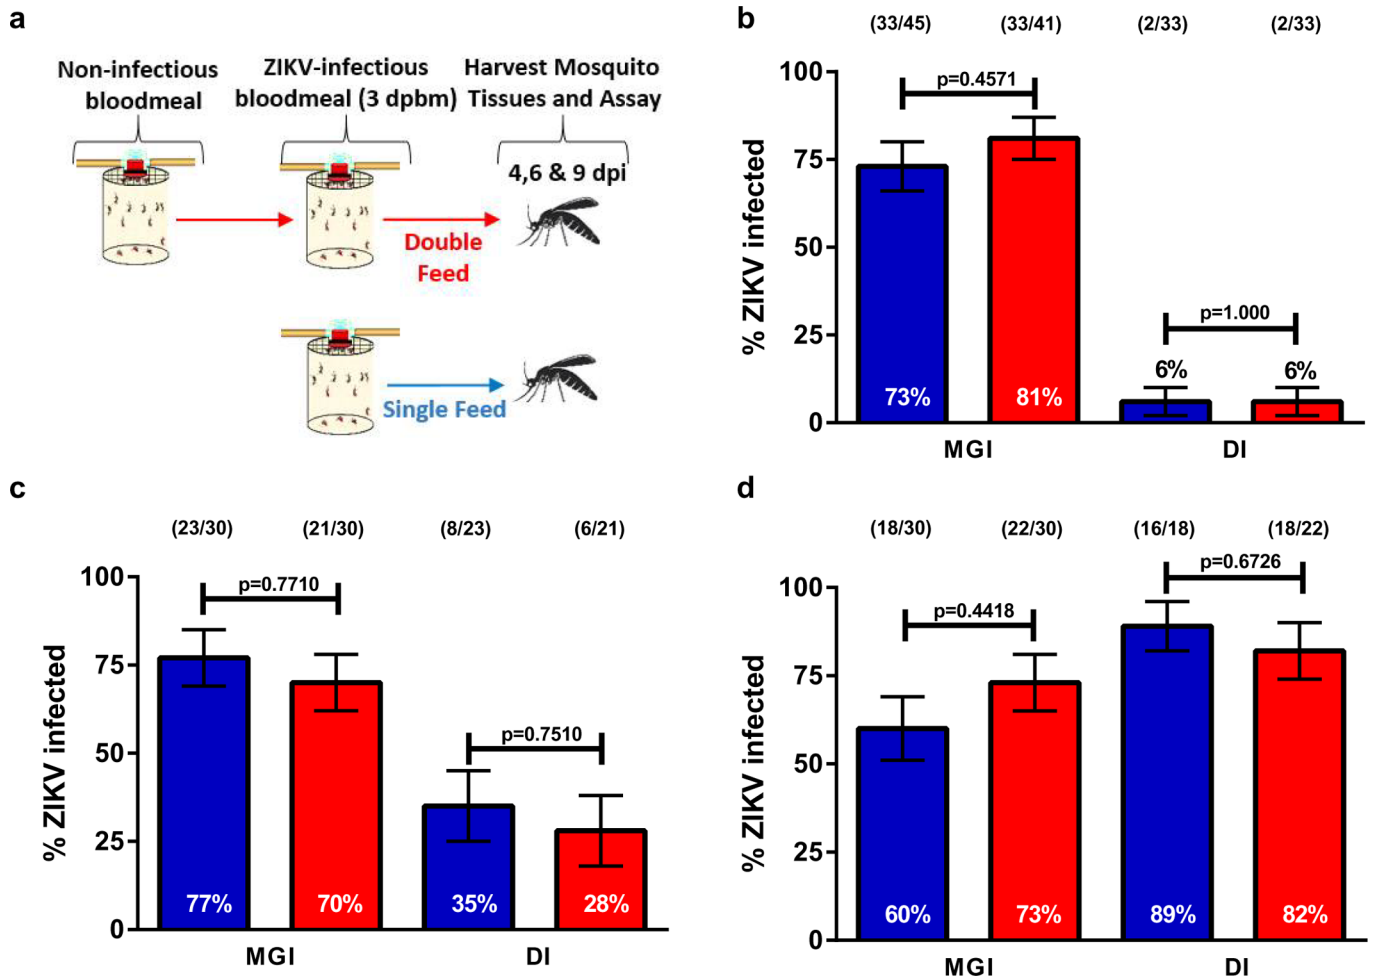 a
Non-infectious
bloodmeal
ZIKV-infectious
bloodmeal (3 dpbm)
Harvest Mosquito
Tissues and Assay
4,6 & 9 dpi
Double
Feed
Single Feed
b
(33/45) (33/41) (2/33) (2/33)
% ZIKV infected
100
75
50
25
0
p=0.4571
p=1.000
73%
81%
6%
6%
MGI DI
c
(23/30) (21/30) (8/23) (6/21)
% ZIKV infected
100
75
50
25
0
p=0.7710
p=0.7510
77%
70%
35%
28%
MGI DI
d
(18/30) (22/30) (16/18) (18/22)
% ZIKV infected
100
75
50
25
0
p=0.4418
p=0.6726
60%
73%
89%
82%
MGI DI